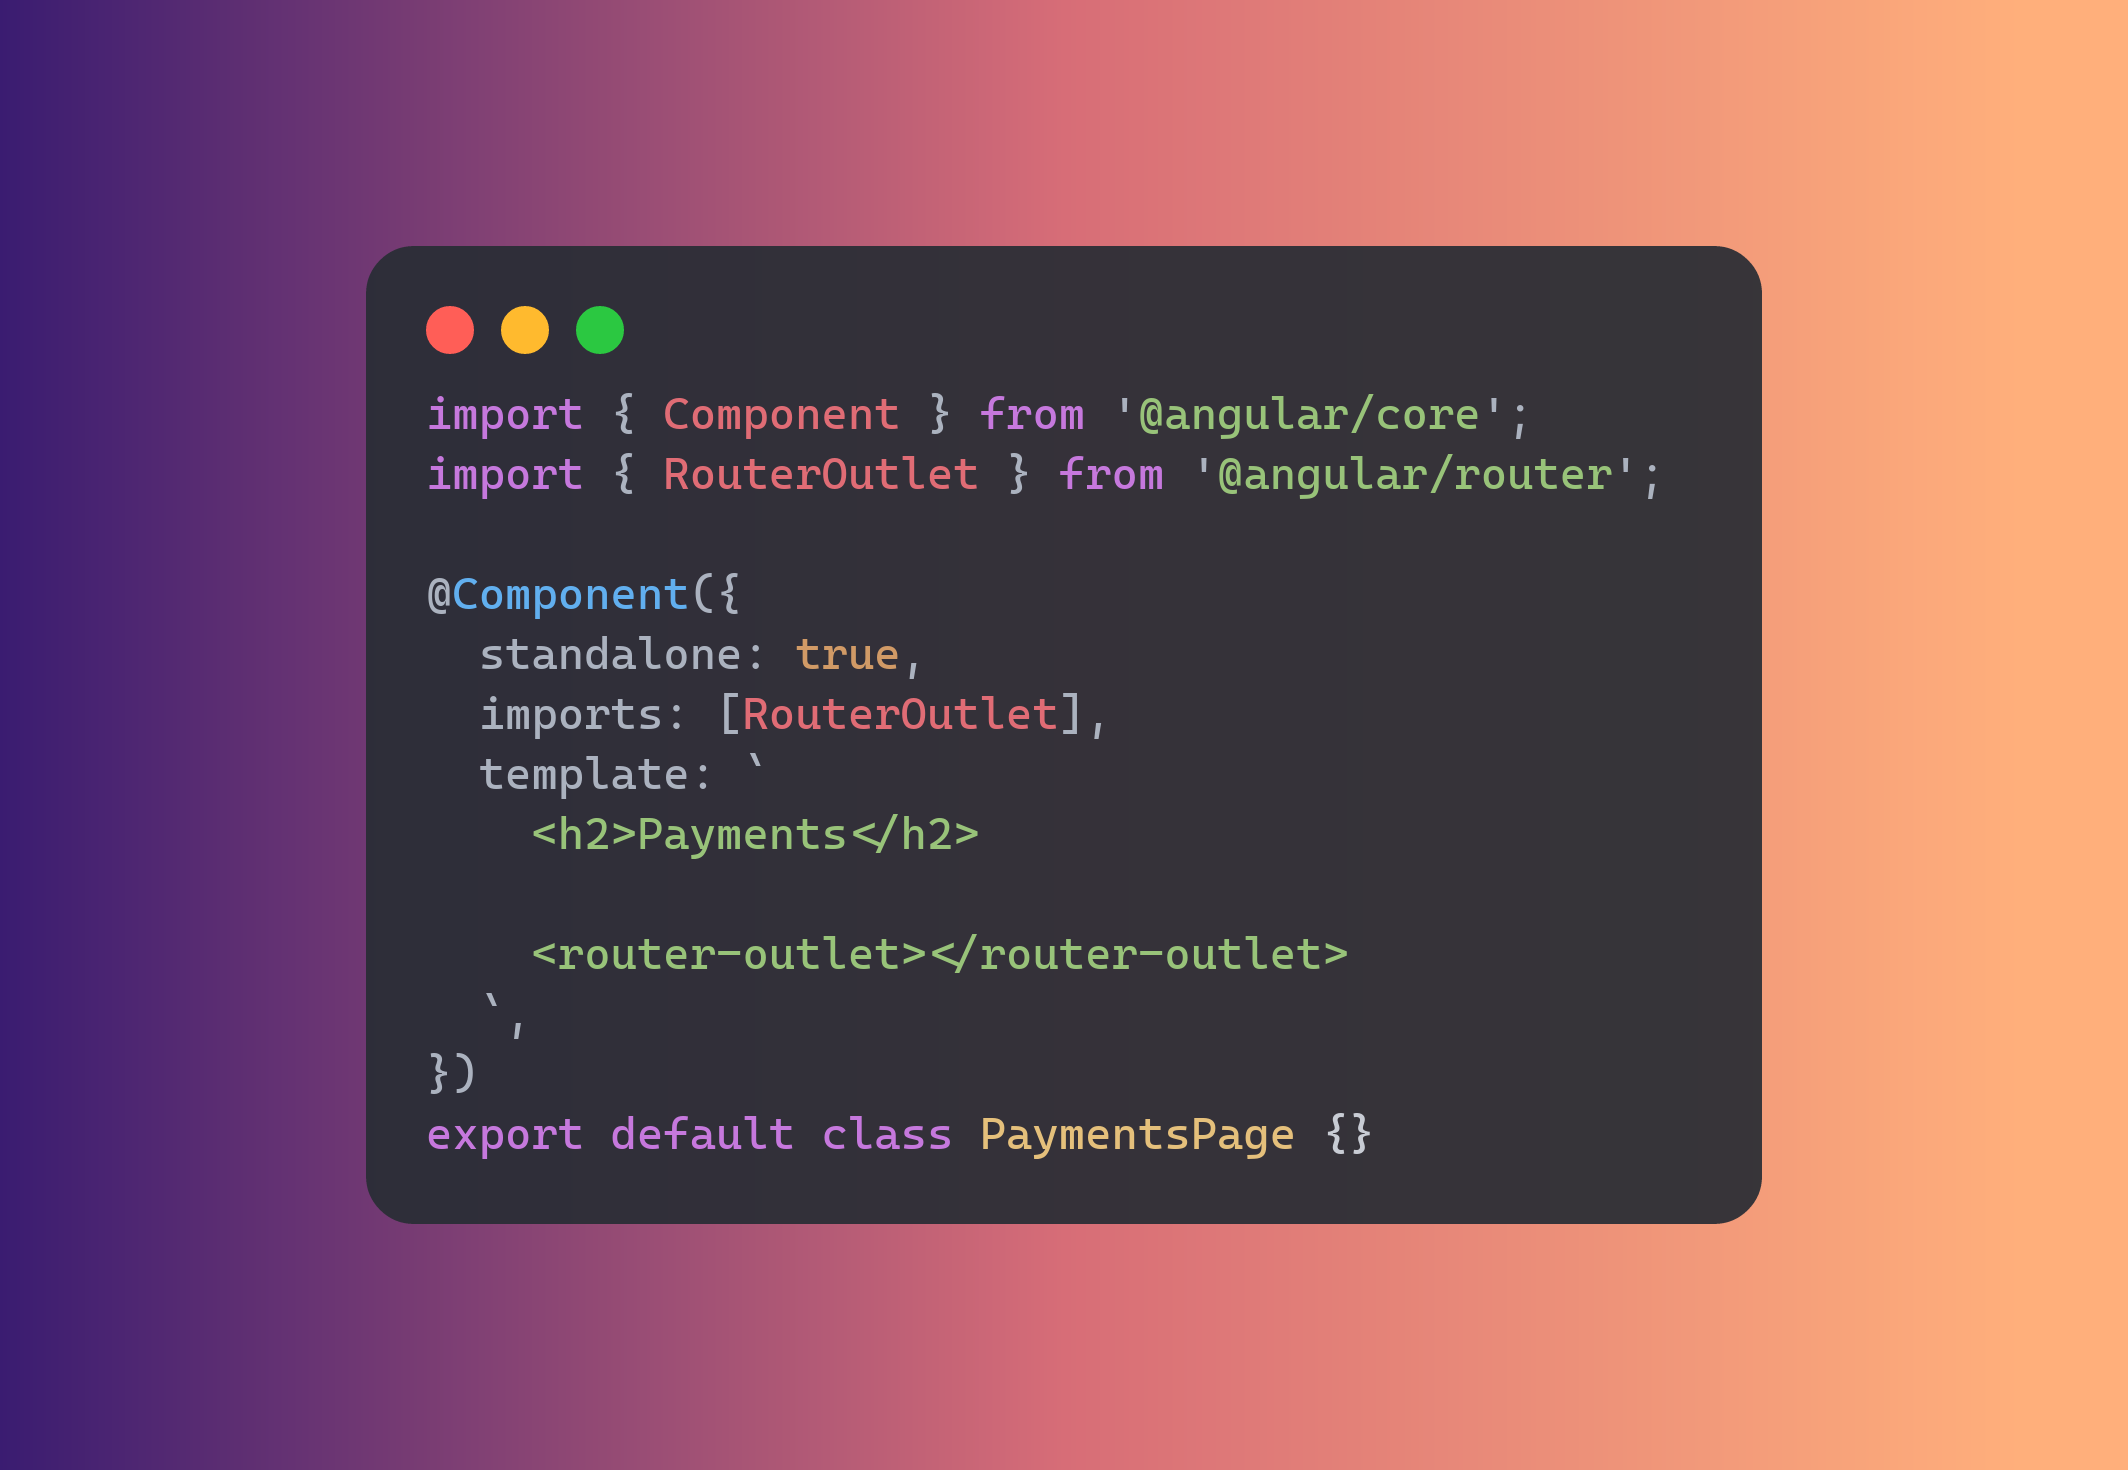 import { Component } from '@angular/core';
import { RouterOutlet } from '@angular/router';

@Component({
  standalone: true,
  imports: [RouterOutlet],
  template: `
    <h2>Payments</h2>

    <router-outlet></router-outlet>
  `,
})
export default class PaymentsPage {}